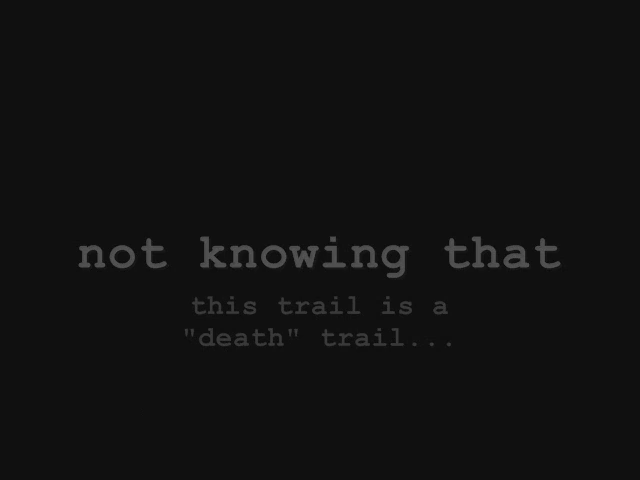 not knowing that
this trail is a
"death" trail...